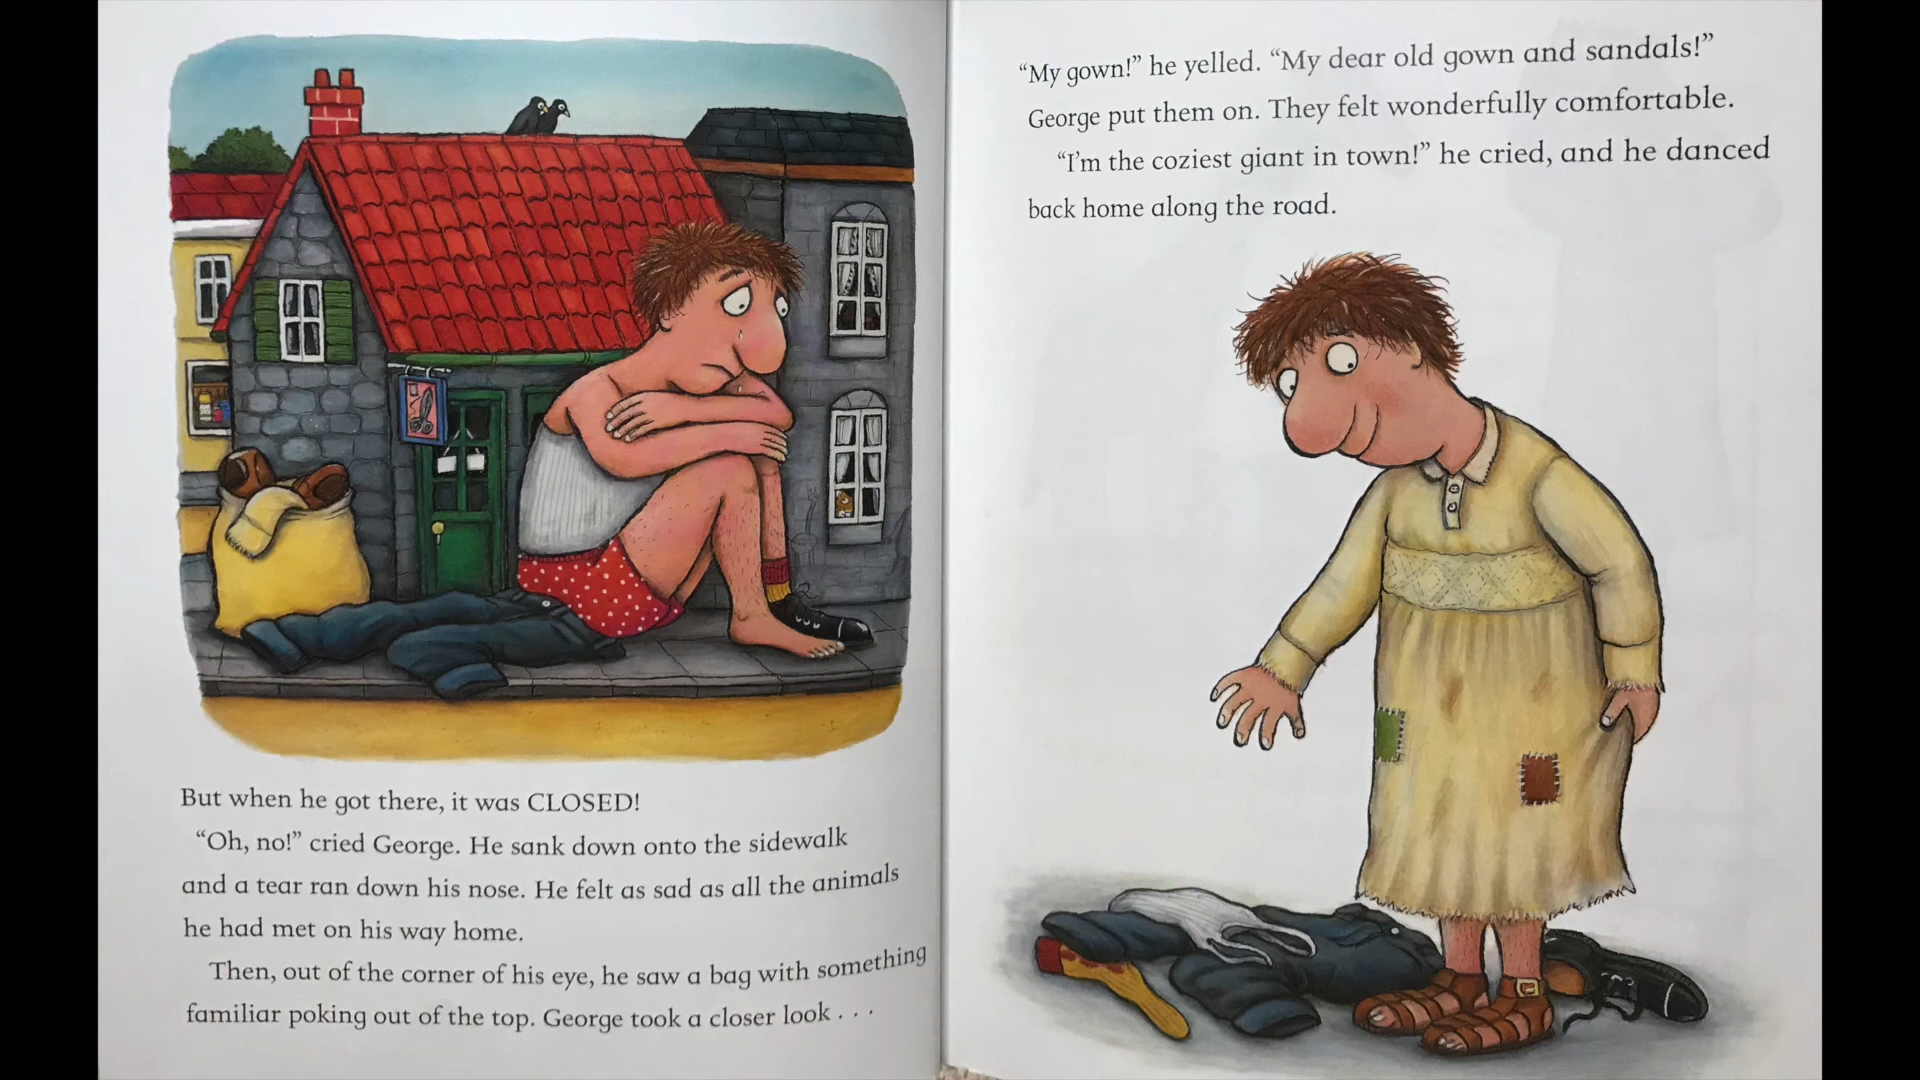 But when he got there, it was CLOSED!
“Oh, no!” cried George. He sank down onto the sidewalk
and a tear ran down his nose. He felt as sad as all the animals
he had met on his way home.
Then, out of the corner of his eye, he saw a bag with something
familiar poking out of the top. George took a closer look . . .
“My gown!” he yelled. “My dear old gown and sandals!”
George put them on. They felt wonderfully comfortable.
“I’m the coziest giant in town!” he cried, and he danced
back home along the road.